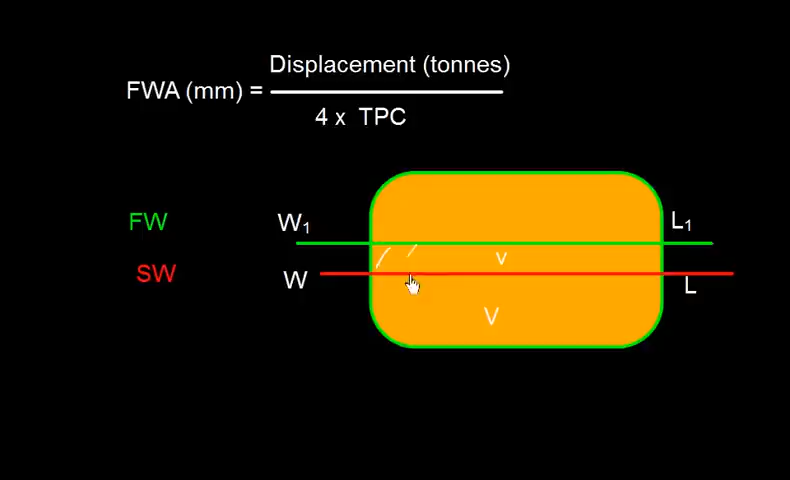 FWA (mm) = Displacement (tonnes)
4 x TPC
FW W₁ L₁
v
SW W L
V